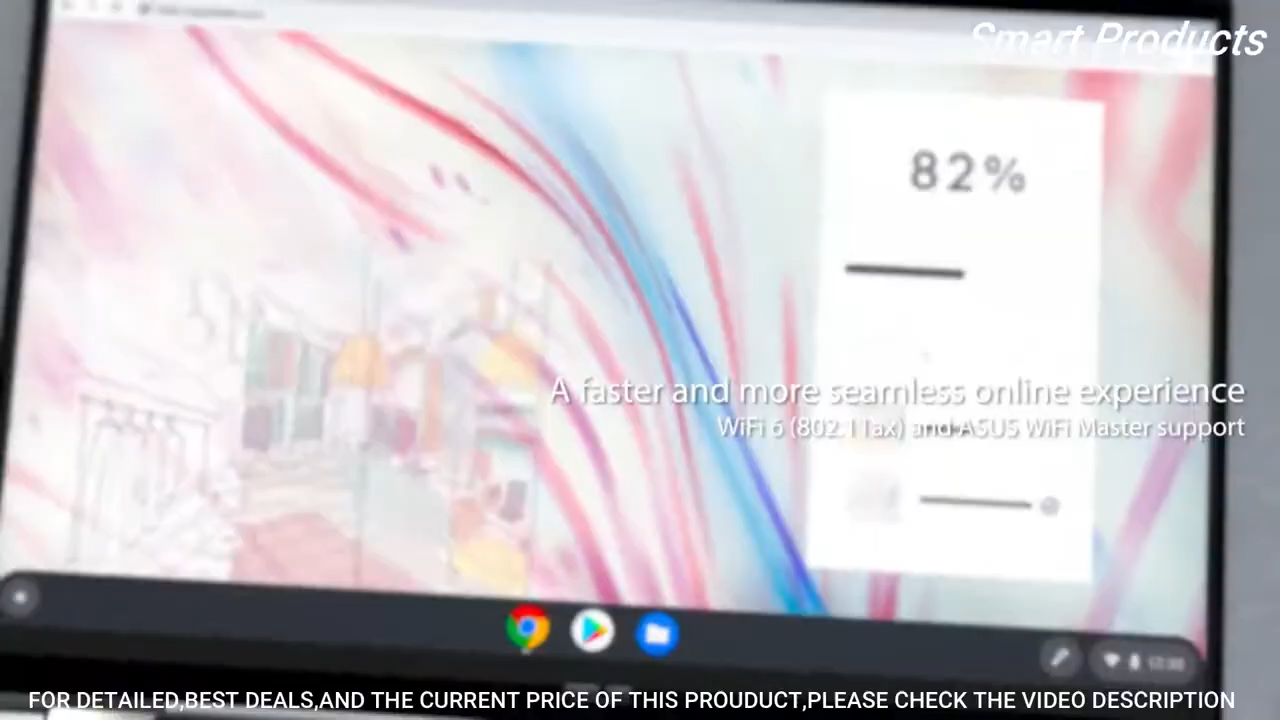 Smart Products
82%
A faster and more seamless online experience
WiFi 6 (802.11ax) and ASUS WiFi Master support
FOR DETAILED,BEST DEALS,AND THE CURRENT PRICE OF THIS PROUDUCT,PLEASE CHECK THE VIDEO DESCRIPTION